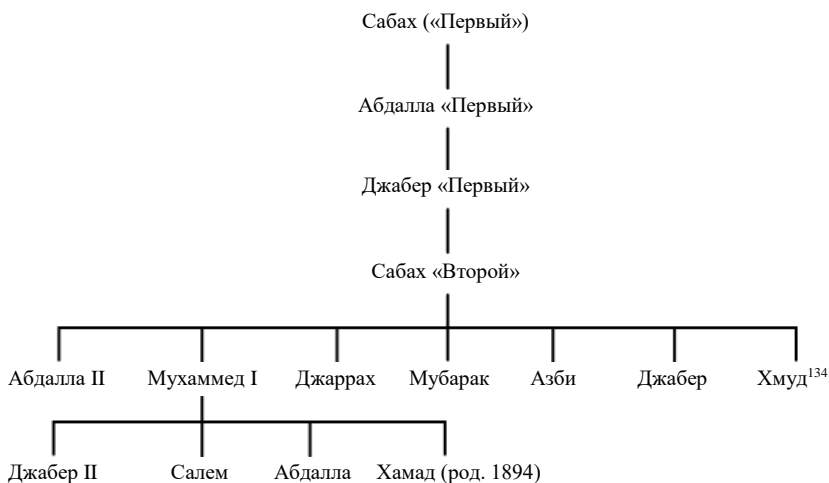 Сабах («Первый»)
Абдалла «Первый»
Джабер «Первый»
Сабах «Второй»
Абдалла II Мухаммед I Джаррах Мубарак Азби Джабер Хмуд134
Джабер II Салем Абдалла Хамад (род. 1894)